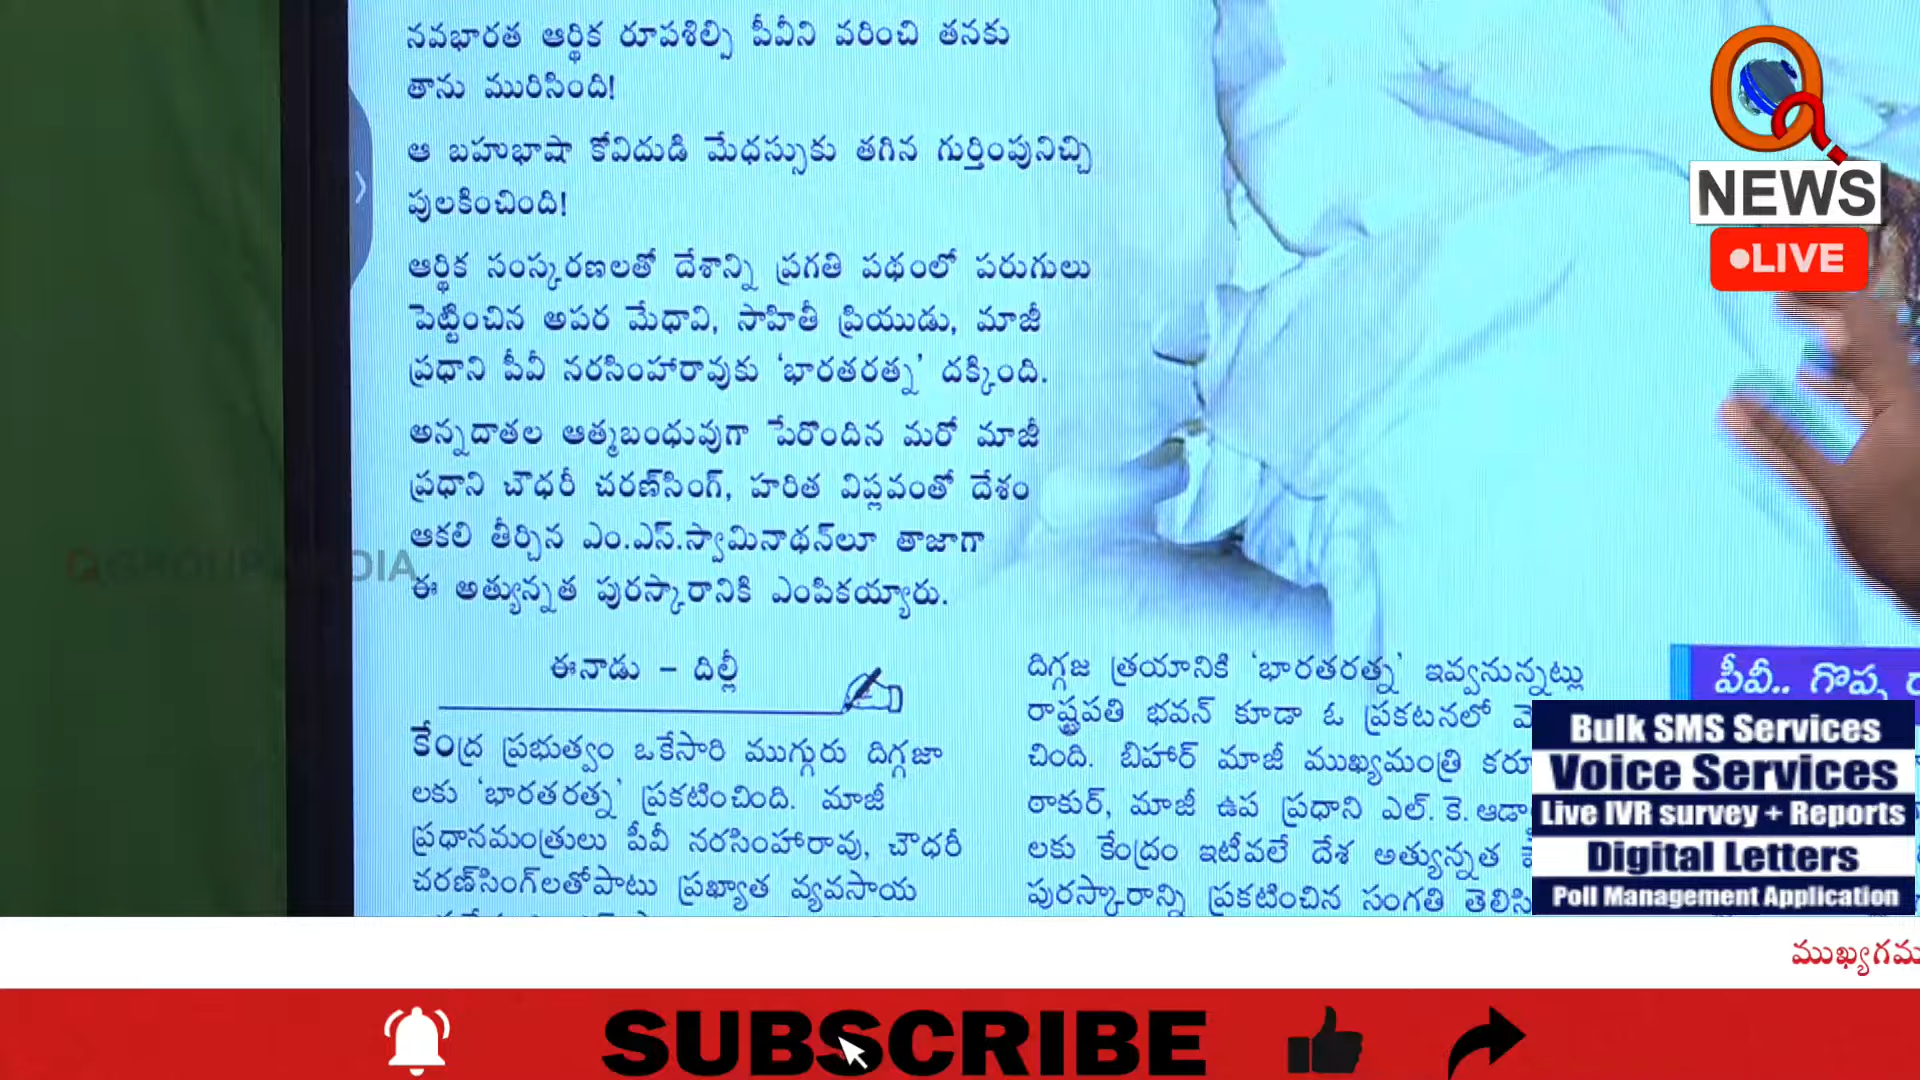 నవభారత ఆర్థిక రూపశిల్పి పీవీని వరించి తనకు
తాను మురిసింది!
ఆ బహుభాషా కోవిదుడి మేధస్సుకు తగిన గుర్తింపునిచ్చి
పులకించింది!
ఆర్థిక సంస్కరణలతో దేశాన్ని ప్రగతి పథంలో పరుగులు
పెట్టించిన అపర మేధావి, సాహితీ ప్రియుడు, మాజీ
ప్రధాని పీవీ నరసింహారావుకు ‘భారతరత్న’ దక్కింది.
అన్నదాతల ఆత్మబంధువుగా పేరొందిన మరో మాజీ
ప్రధాని చౌధరీ చరణ్‌సింగ్, హరిత విప్లవంతో దేశం
ఆకలి తీర్చిన ఎం.ఎస్.స్వామినాథన్‌లూ తాజాగా
ఈ అత్యున్నత పురస్కారానికి ఎంపికయ్యారు.
ఈనాడు – దిల్లీ
కేంద్ర ప్రభుత్వం ఒకేసారి ముగ్గురు దిగ్గజా
లకు ‘భారతరత్న’ ప్రకటించింది. మాజీ
ప్రధానమంత్రులు పీవీ నరసింహారావు, చౌధరీ
చరణ్‌సింగ్‌లతోపాటు ప్రఖ్యాత వ్యవసాయ
దిగ్గజ త్రయానికి ‘భారతరత్న’ ఇవ్వనున్నట్లు
రాష్ట్రపతి భవన్ కూడా ఓ ప్రకటనలో
చింది. బిహార్ మాజీ ముఖ్యమంత్రి
ఠాకుర్, మాజీ ఉప ప్రధాని ఎల్. కె.
లకు కేంద్రం ఇటీవలే దేశ అత్యున్నత
పురస్కారాన్ని ప్రకటించిన సంగతి
పీవీ.. గొప్ప
Q
NEWS
LIVE
GROUP MEDIA
Bulk SMS Services
Voice Services
Live IVR survey + Reports
Digital Letters
Poll Management Application
SUBSCRIBE